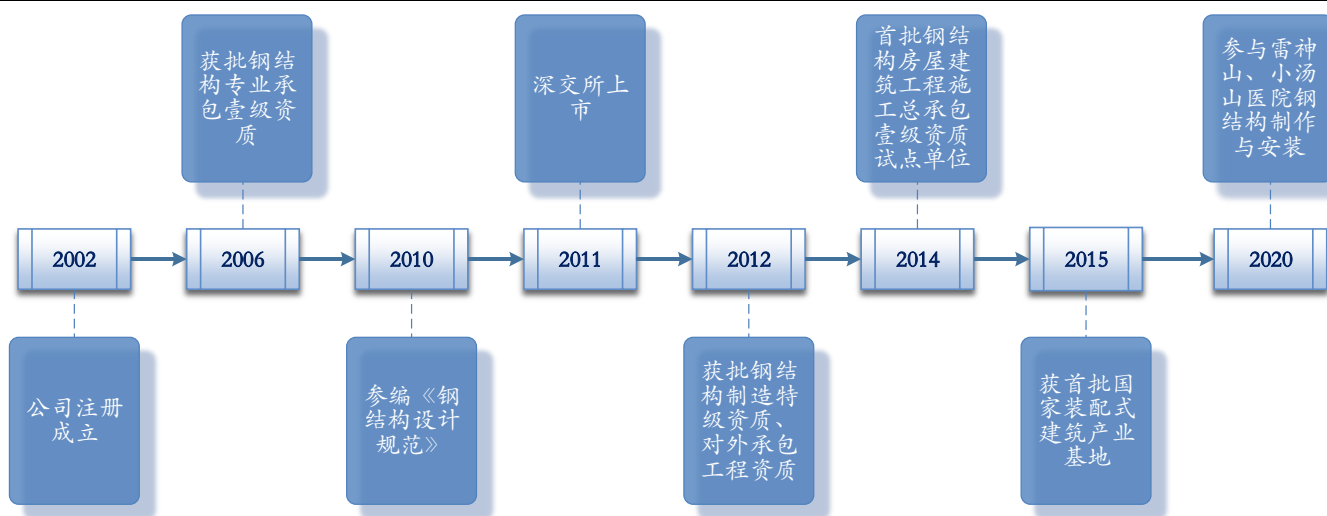 获批钢结
构专业承
包壹级资
质
深交所上
市
首批钢结
构房屋建
筑工程施
工总承包
壹级资质
试点单位
参与雷神
山、小汤
山医院钢
结构制作
与安装
2002
2006
2010
2011
2012
2014
2015
2020
公司注册
成立
参编《钢
结构设计
规范》
获批钢结
构制造特
级资质、
对外承包
工程资质
获首批国
家装配式
建筑产业
基地